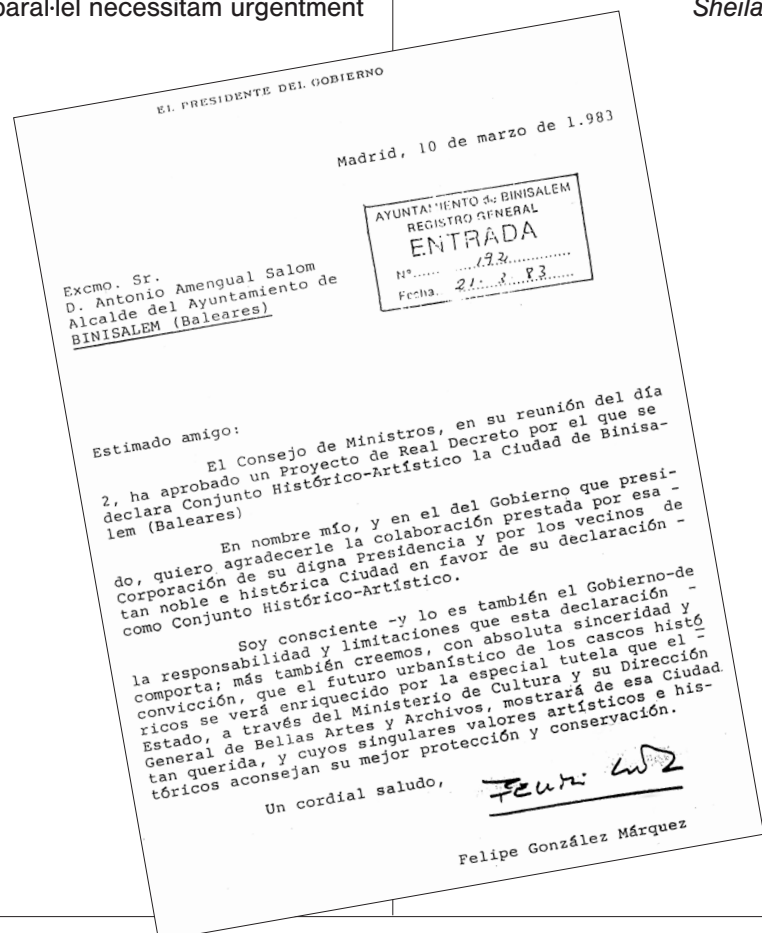 paral·lel necessitam urgentment
Sheila
EL PRESIDENTE DEL GOBIERNO
Madrid, 10 de marzo de 1.983
AYUNTAMIENTO de BINISALEM
REGISTRO GENERAL
ENTRADA
Nº...... 192
Fecha. 21. 3 83
Excmo. Sr.
D. Antonio Amengual Salom
Alcalde del Ayuntamiento de
BINISALEM (Baleares)
Estimado amigo:
El Consejo de Ministros, en su reunión del día
2, ha aprobado un Proyecto de Real Decreto por el que se
declara Conjunto Histórico-Artístico la Ciudad de Binisa-
lem (Baleares)
En nombre mío, y en el del Gobierno que presi-
do, quiero agradecerle la colaboración prestada por esa -
Corporación de su digna Presidencia y por los vecinos de
tan noble e histórica Ciudad en favor de su declaración -
como Conjunto Histórico-Artístico.
Soy consciente -y lo es también el Gobierno-de
la responsabilidad y limitaciones que esta declaración -
comporta; más también creemos, con absoluta sinceridad y
convicción, que el futuro urbanístico de los cascos histó
ricos se verá enriquecido por la especial tutela que el -
Estado, a través del Ministerio de Cultura y su Dirección
General de Bellas Artes y Archivos, mostrará de esa Ciudad
tan querida, y cuyos singulares valores artísticos e his-
tóricos aconsejan su mejor protección y conservación.
Un cordial saludo,
Felipe González Márquez